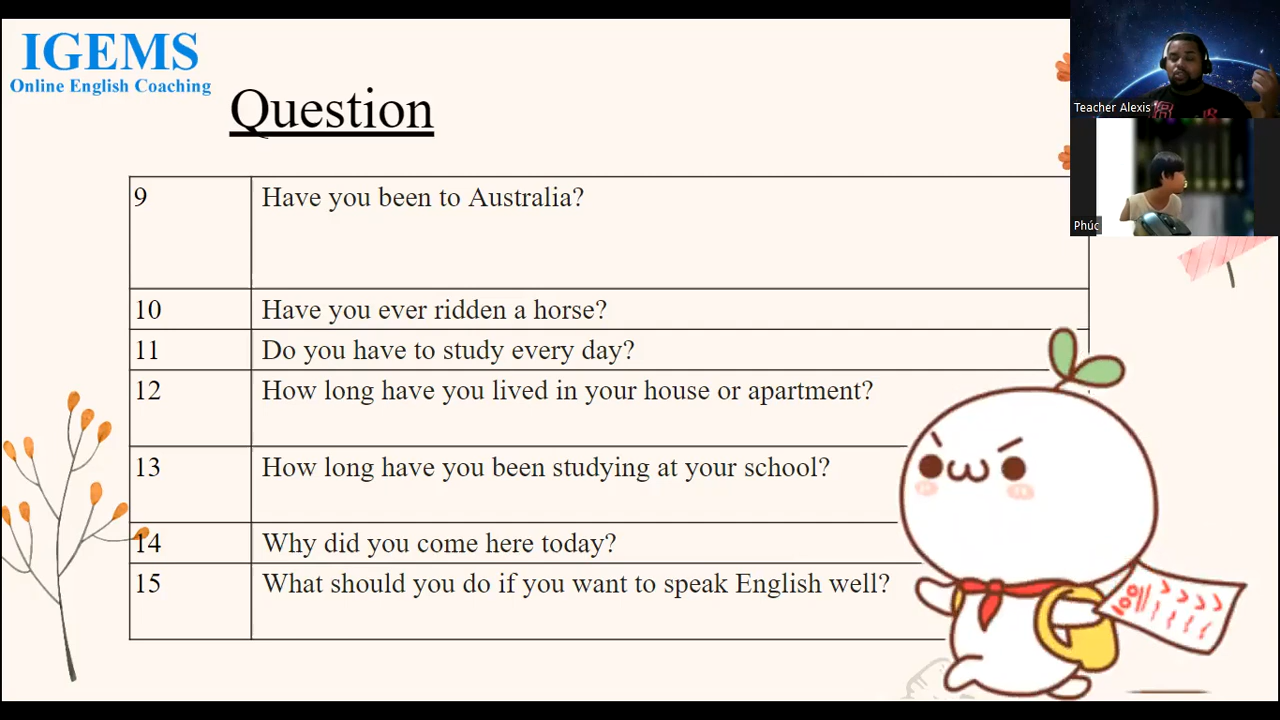 IGEMS
Online English Coaching
Question
9 Have you been to Australia?
10 Have you ever ridden a horse?
11 Do you have to study every day?
12 How long have you lived in your house or apartment?
13 How long have you been studying at your school?
14 Why did you come here today?
15 What should you do if you want to speak English well?
Teacher Alexis
Phúc